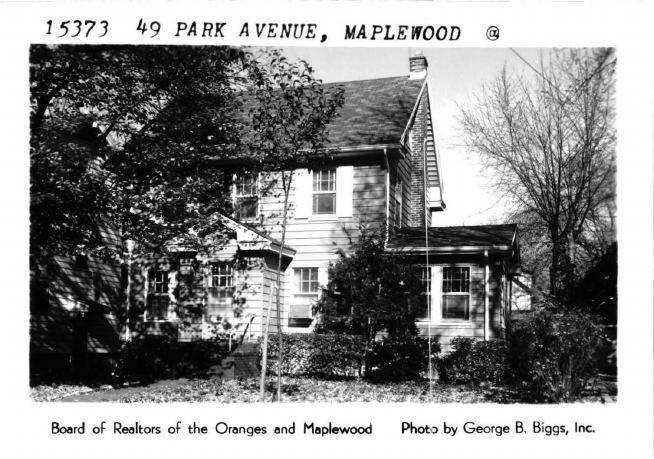 15373 49 PARK AVENUE, MAPLEWOOD @
Board of Realtors of the Oranges and Maplewood Photo by George B. Biggs, Inc.